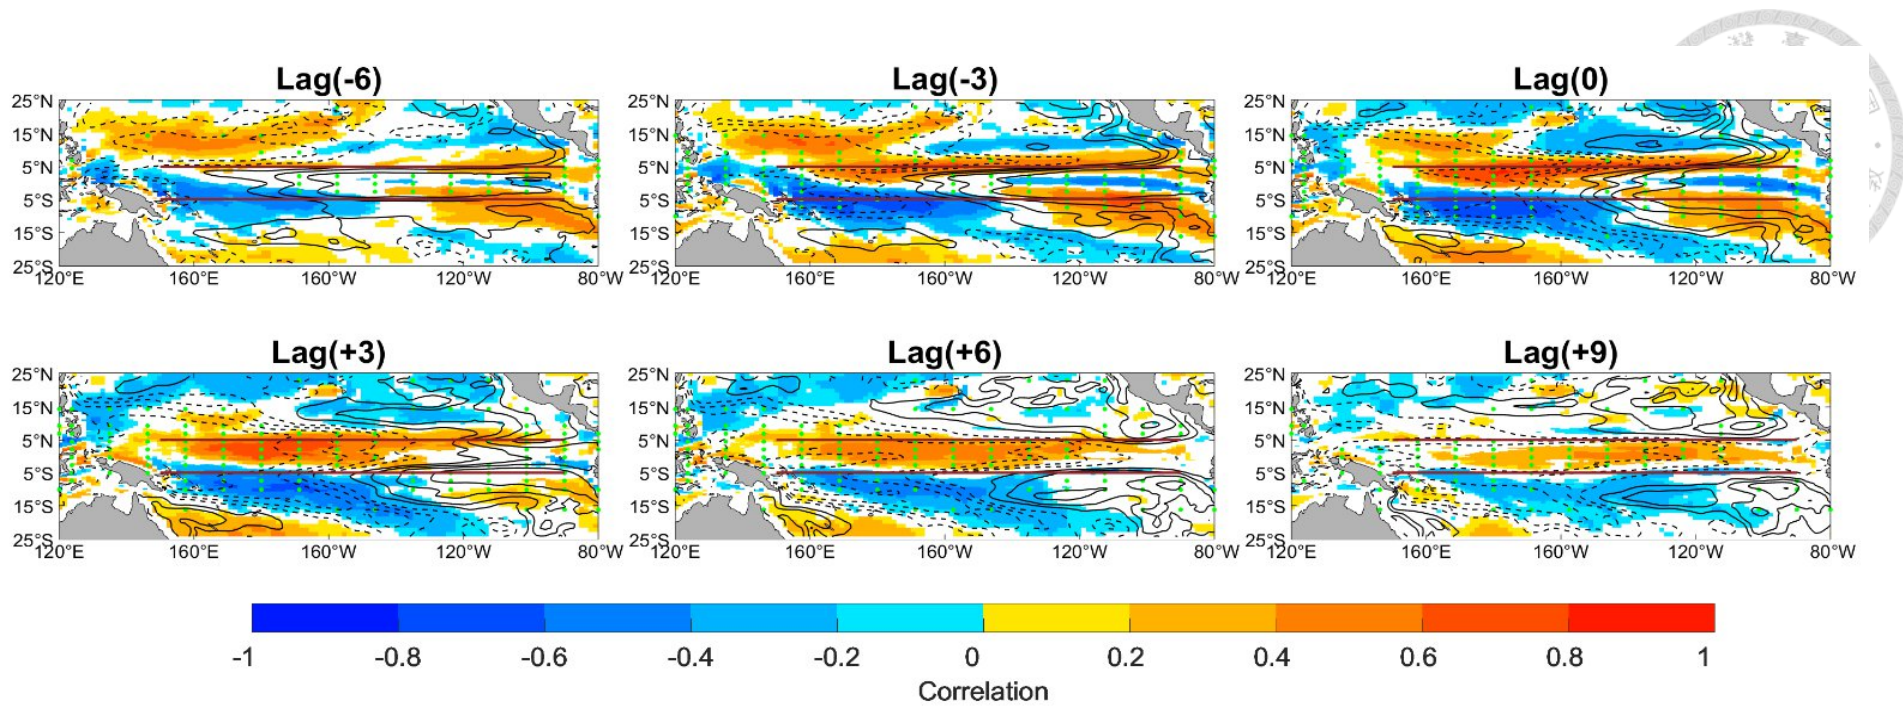 Lag(-6) Lag(-3) Lag(0)
25°N 25°N 25°N
15°N 15°N 15°N
5°N 5°N 5°N
5°S 5°S 5°S
15°S 15°S 15°S
25°S 25°S 25°S
120°E 160°E 160°W 120°W 80°W 120°E 160°E 160°W 120°W 80°W 120°E 160°E 160°W 120°W 80°W
Lag(+3) Lag(+6) Lag(+9)
25°N 25°N 25°N
15°N 15°N 15°N
5°N 5°N 5°N
5°S 5°S 5°S
15°S 15°S 15°S
25°S 25°S 25°S
120°E 160°E 160°W 120°W 80°W 120°E 160°E 160°W 120°W 80°W 120°E 160°E 160°W 120°W 80°W
-1 -0.8 -0.6 -0.4 -0.2 0 0.2 0.4 0.6 0.8 1
Correlation